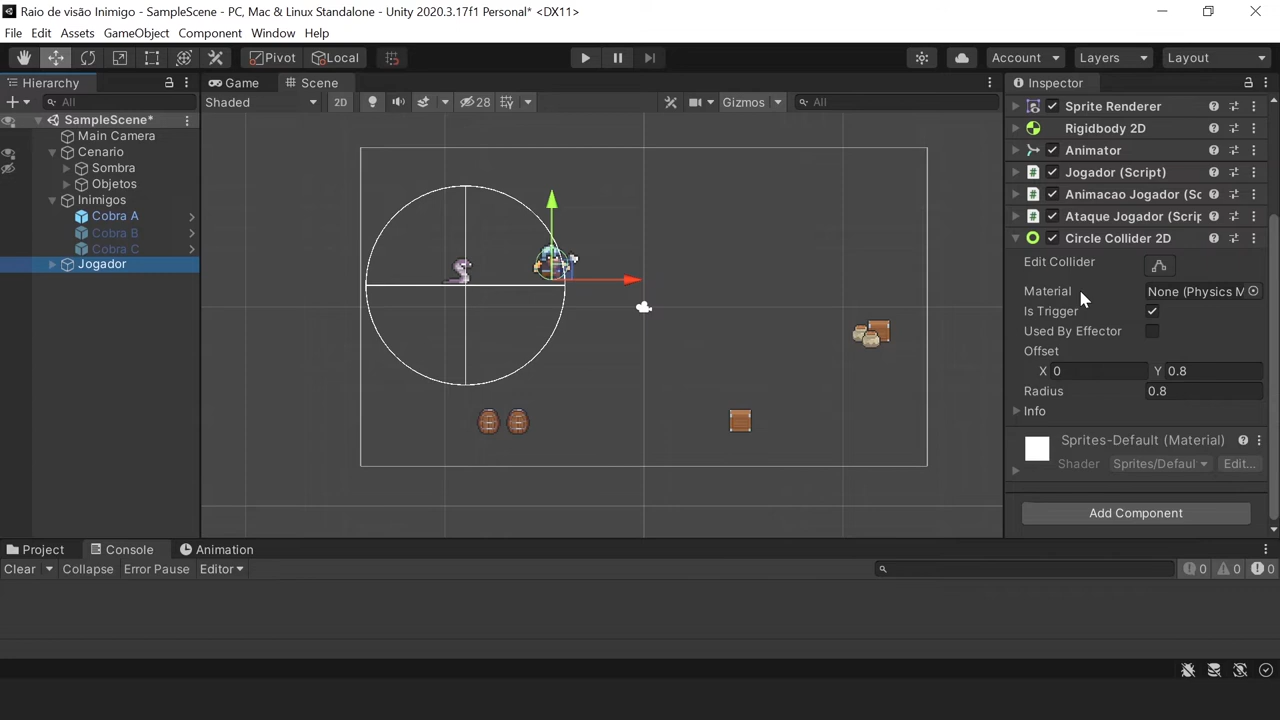 Raio de visão Inimigo - SampleScene - PC, Mac & Linux Standalone - Unity 2020.3.17f1 Personal* <DX11>
File Edit Assets GameObject Component Window Help
Pivot Local Account Layers Layout
Hierarchy Game Scene Inspector
All Shaded 2D 28 Gizmos All Sprite Renderer
SampleScene*
Main Camera Rigidbody 2D
Cenario Animator
Sombra Jogador (Script)
Objetos
Inimigos Animacao Jogador (Sc
Cobra A Ataque Jogador (Scrip
Cobra B Circle Collider 2D
Cobra C
Jogador Edit Collider
Material None (Physics M
Is Trigger
Used By Effector
Offset
X 0 Y 0.8
Radius 0.8
Info
Sprites-Default (Material)
Shader Sprites/Defaul Edit...
Add Component
Project Console Animation
Clear Collapse Error Pause Editor 0 0 0